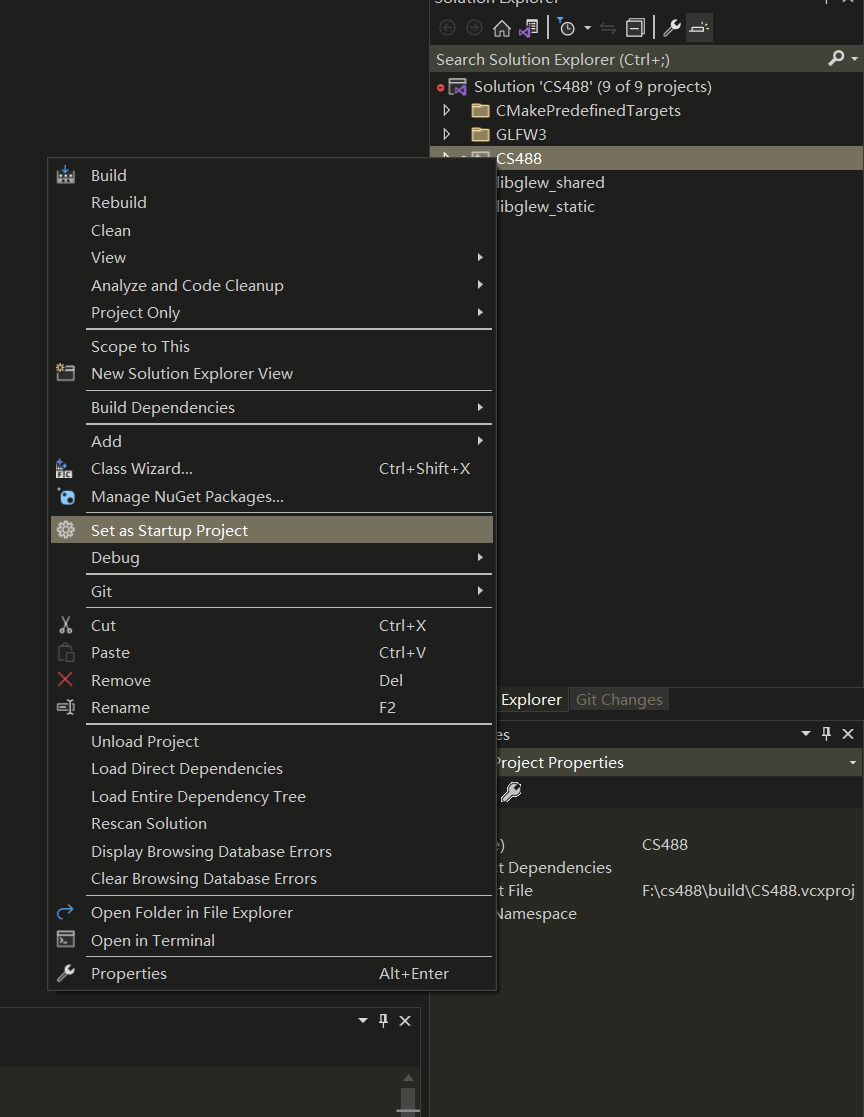 Solution Explorer
Search Solution Explorer (Ctrl+;)
Solution 'CS488' (9 of 9 projects)
CMakePredefinedTargets
GLFW3
CS488
libglew_shared
libglew_static
Build
Rebuild
Clean
View
Analyze and Code Cleanup
Project Only
Scope to This
New Solution Explorer View
Build Dependencies
Add
Class Wizard... Ctrl+Shift+X
Manage NuGet Packages...
Set as Startup Project
Debug
Git
Cut Ctrl+X
Paste Ctrl+V
Remove Del
Rename F2
Unload Project
Load Direct Dependencies
Load Entire Dependency Tree
Rescan Solution
Display Browsing Database Errors
Clear Browsing Database Errors
Open Folder in File Explorer
Open in Terminal
Properties Alt+Enter
Explorer Git Changes
es
Project Properties
e) CS488
t Dependencies
t File F:\cs488\build\CS488.vcxproj
Namespace